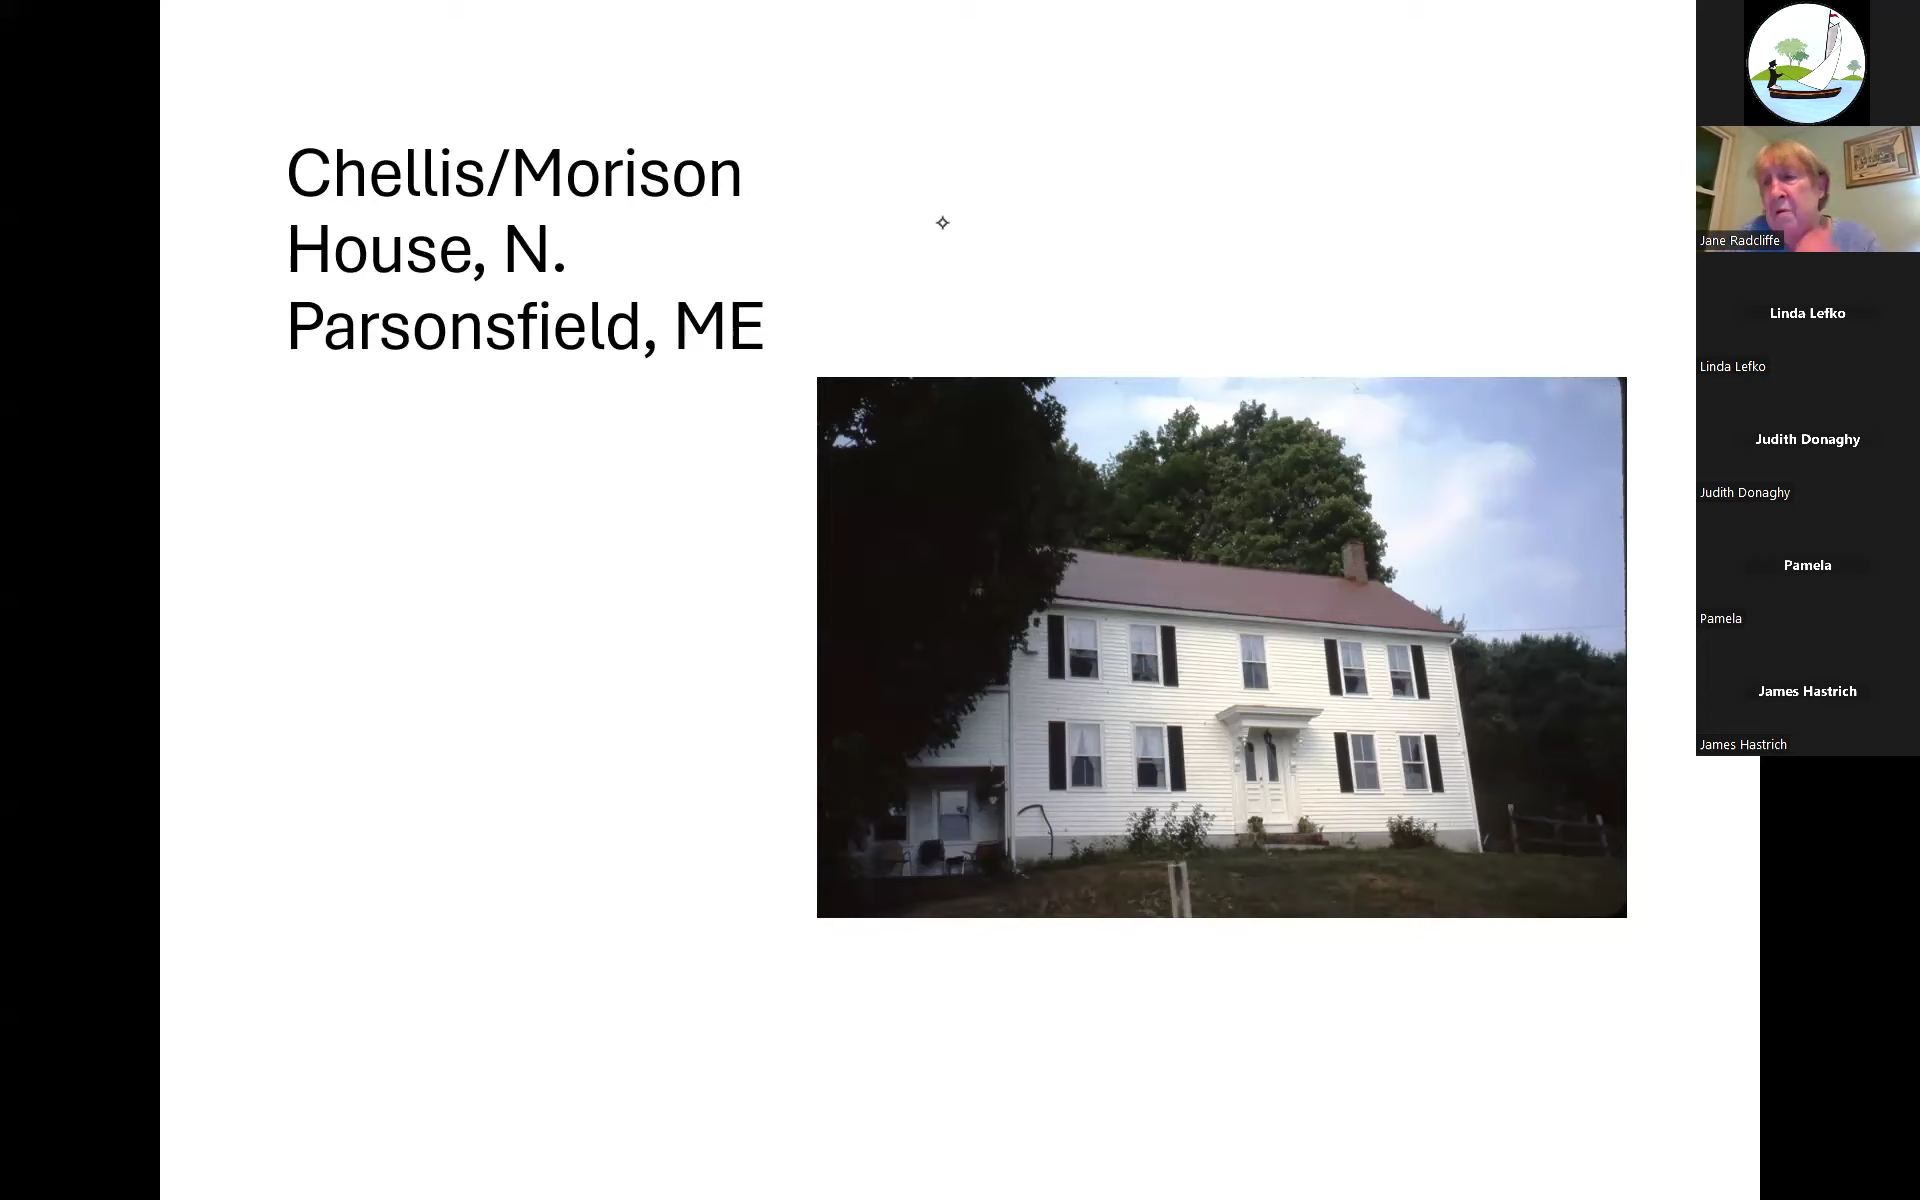 Chellis/Morison
House, N.
Parsonsfield, ME
Jane Radcliffe
Linda Lefko
Linda Lefko
Judith Donaghy
Judith Donaghy
Pamela
Pamela
James Hastrich
James Hastrich